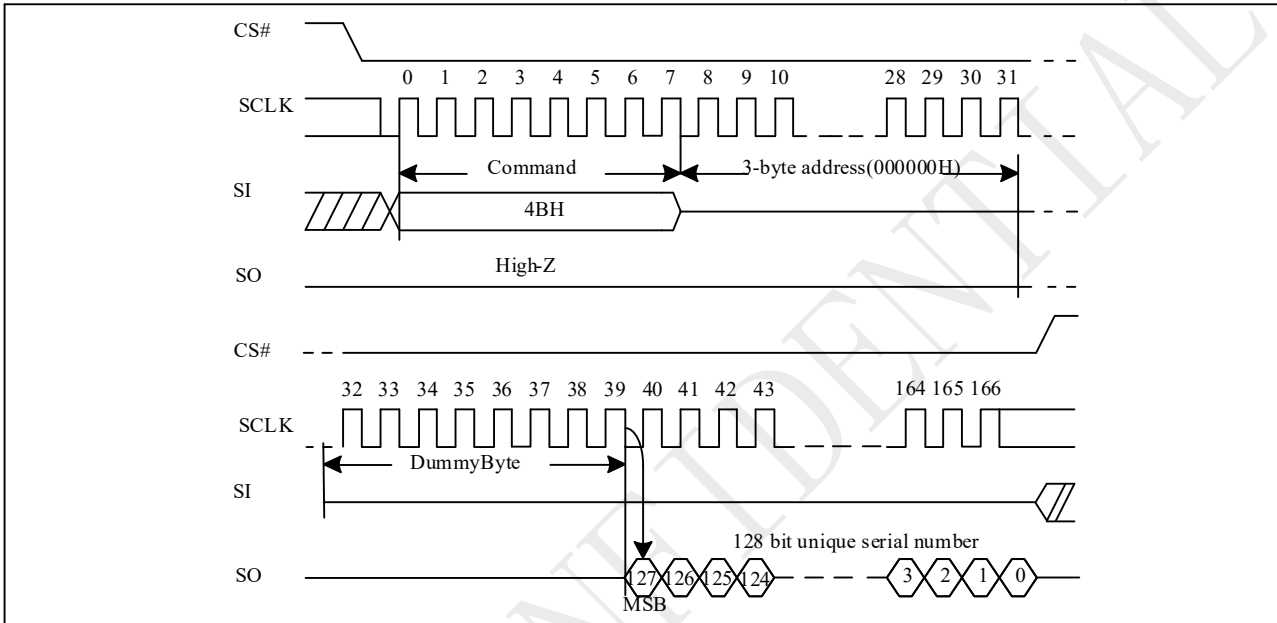 CS#
0 1 2 3 4 5 6 7 8 9 10 28 29 30 31
SCLK
Command 3-byte address(000000H)
SI
4BH
High-Z
SO
CS#
32 33 34 35 36 37 38 39 40 41 42 43 164 165 166
SCLK
DummyByte
SI
128 bit unique serial number
SO 127 126 125 124 3 2 1 0
MSB